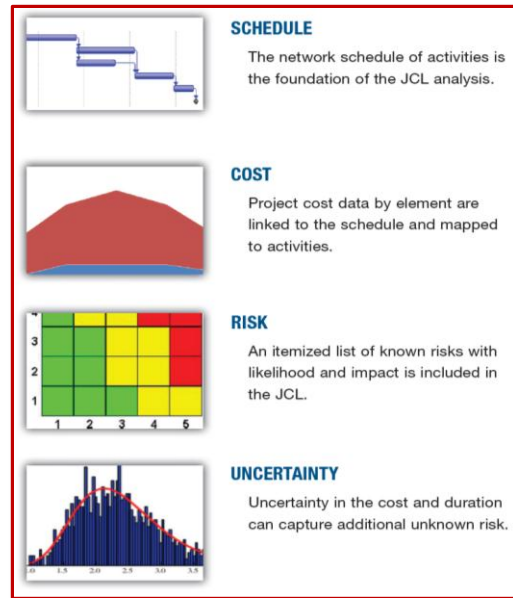 SCHEDULE
The network schedule of activities is
the foundation of the JCL analysis.
COST
Project cost data by element are
linked to the schedule and mapped
to activities.
3
2
1
1 2 3 4 5
RISK
An itemized list of known risks with
likelihood and impact is included in
the JCL.
1.5 2.0 2.5 3.0 3.5
UNCERTAINTY
Uncertainty in the cost and duration
can capture additional unknown risk.